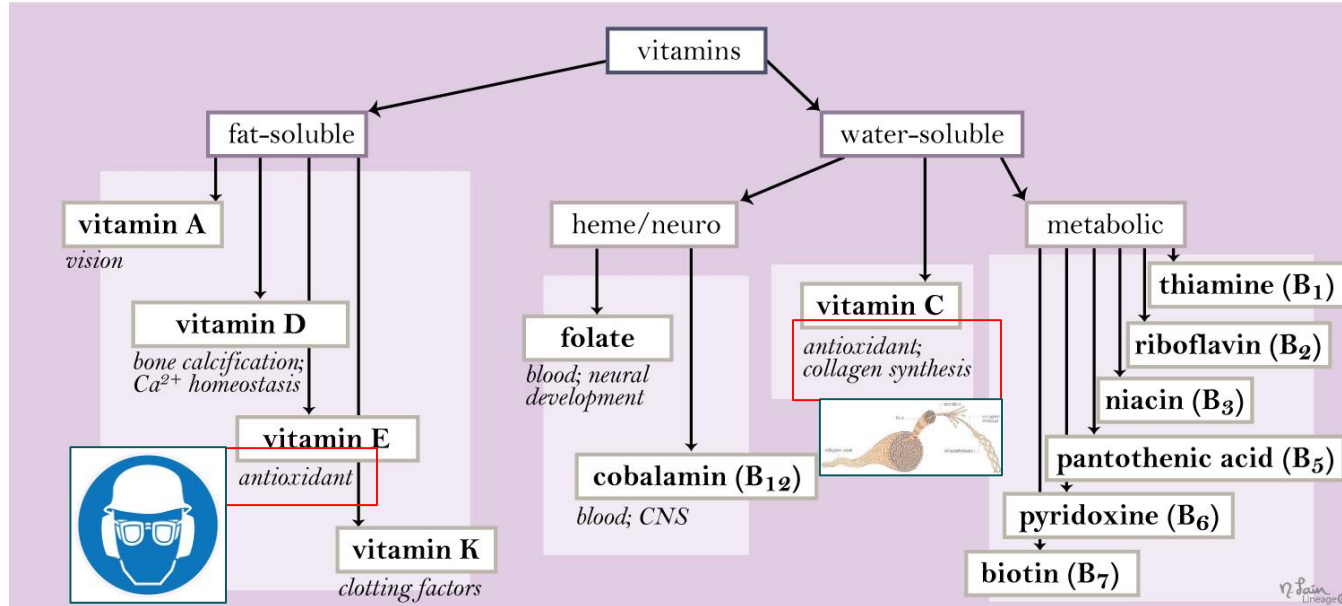 vitamins
fat-soluble
water-soluble
vitamin A
vision
vitamin D
bone calcification;
Ca²⁺ homeostasis
vitamin E
antioxidant
vitamin K
clotting factors
heme/neuro
folate
blood; neural
development
cobalamin (B₁₂)
blood; CNS
vitamin C
antioxidant;
collagen synthesis
metabolic
thiamine (B₁)
riboflavin (B₂)
niacin (B₃)
pantothenic acid (B₅)
pyridoxine (B₆)
biotin (B₇)
Lineage